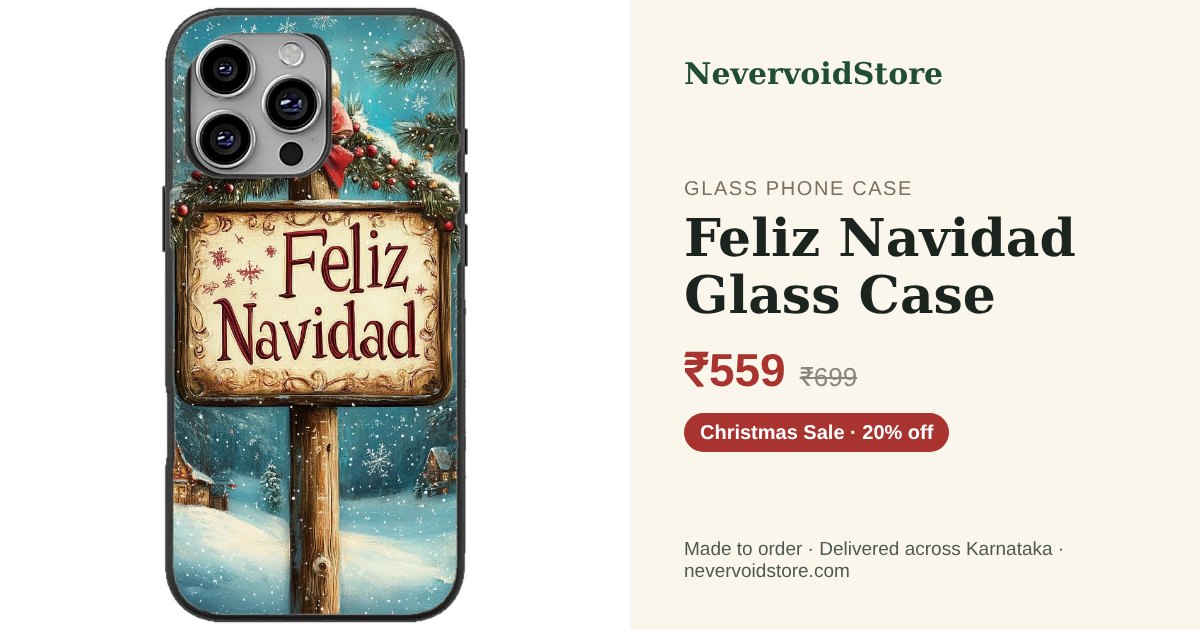 Feliz
Navidad
NevervoidStore
GLASS PHONE CASE
Feliz Navidad
Glass Case
₹559 ₹699
Christmas Sale · 20% off
Made to order · Delivered across Karnataka ·
nevervoidstore.com